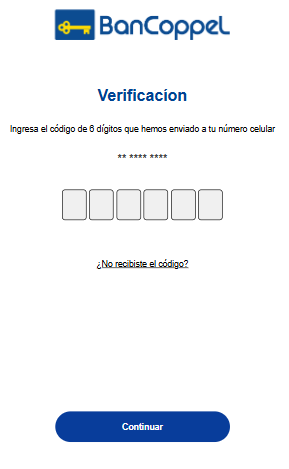 BanCoppel
Verificacion
Ingresa el código de 6 dígitos que hemos enviado a tu número celular
** **** ****
¿No recibiste el código?
Continuar